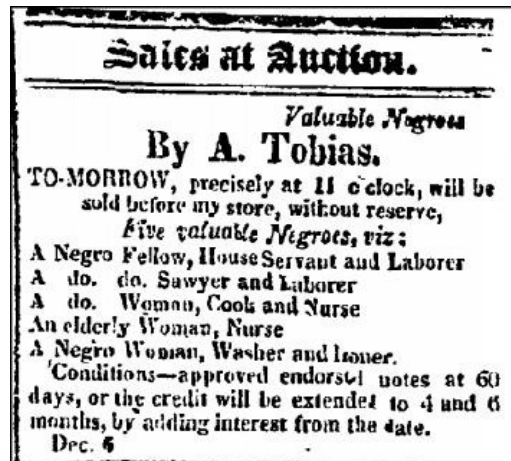 Sales at Auction.
Valuable Negroes
By A. Tobias.
TO-MORROW, precisely at 11 o'clock, will be
sold before my store, without reserve,
Five valuable Negroes, viz:
A Negro Fellow, House Servant and Laborer
A do. do. Sawyer and Laborer
A do. Woman, Cook and Nurse
An elderly Woman, Nurse
A Negro Woman, Washer and Ironer.
Conditions—approved endorsed notes at 60
days, or the credit will be extended to 4 and 6
months, by adding interest from the date.
Dec. 6